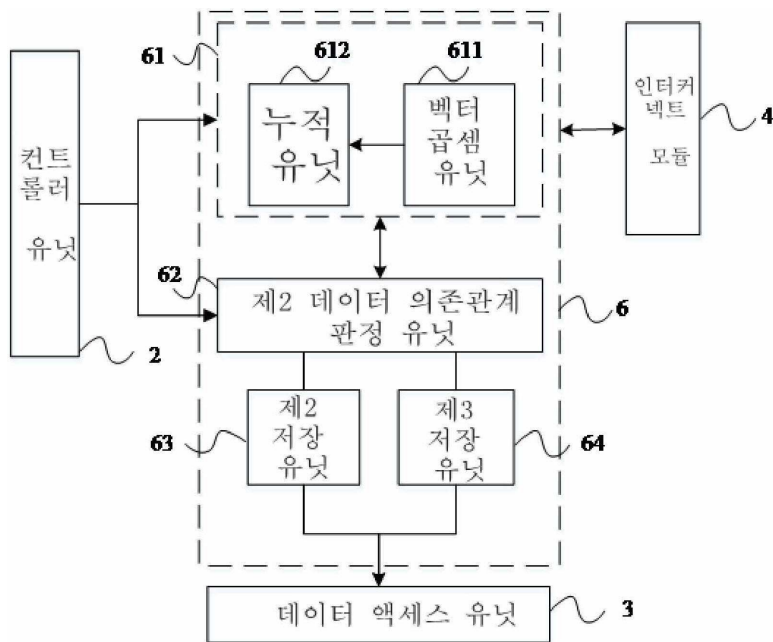 61
612
611
누적
유닛
벡터
곱셈
유닛
인터커
넥트
모듈
4
컨트
롤러
유닛
2
62
제2 데이터 의존관계
판정 유닛
6
63
제2
저장
유닛
제3
저장
유닛
64
데이터 액세스 유닛
3